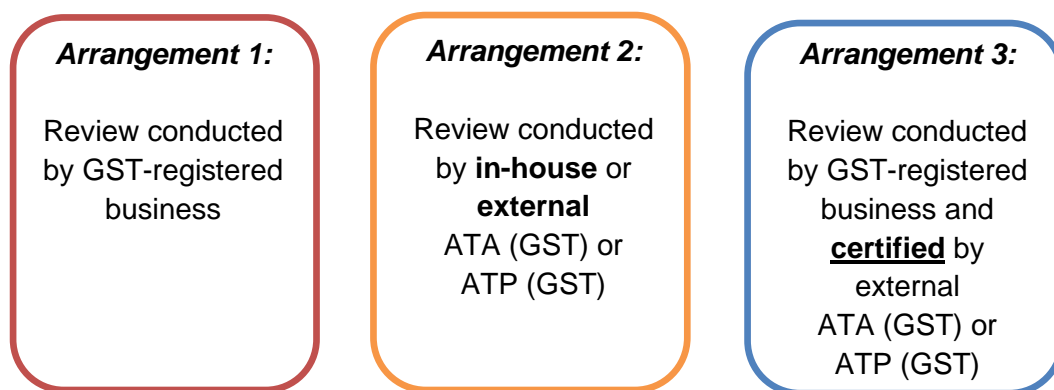 Arrangement 1:
Review conducted
by GST-registered
business
Arrangement 2:
Review conducted
by in-house or
external
ATA (GST) or
ATP (GST)
Arrangement 3:
Review conducted
by GST-registered
business and
certified by
external
ATA (GST) or
ATP (GST)